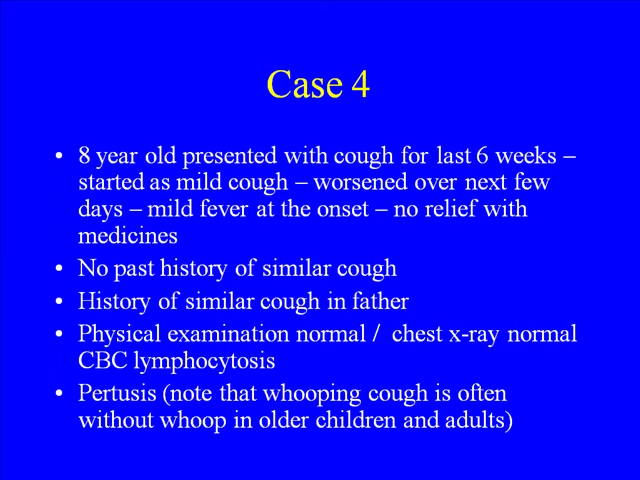 Case 4
• 8 year old presented with cough for last 6 weeks –
started as mild cough – worsened over next few
days – mild fever at the onset – no relief with
medicines
• No past history of similar cough
• History of similar cough in father
• Physical examination normal / chest x-ray normal
CBC lymphocytosis
• Pertusis (note that whooping cough is often
without whoop in older children and adults)